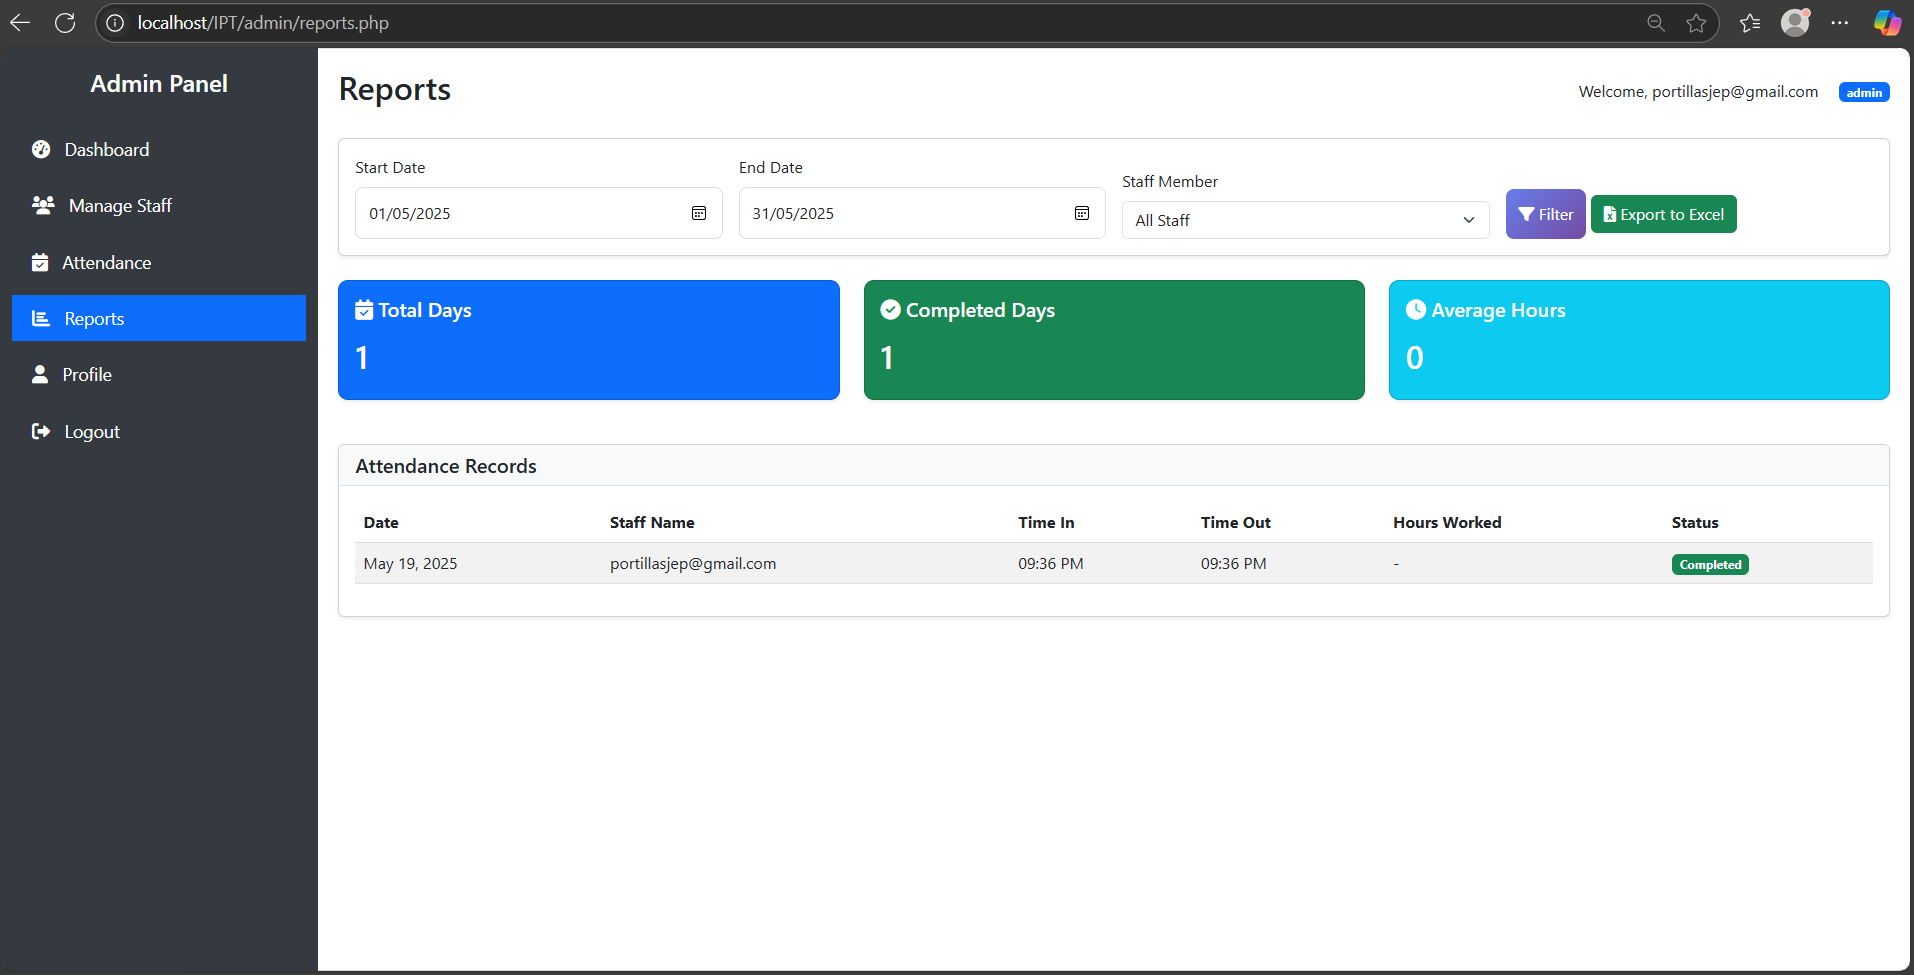 localhost/IPT/admin/reports.php
Admin Panel
Dashboard
Manage Staff
Attendance
Reports
Profile
Logout
Reports
Welcome, portillasjep@gmail.com admin
Start Date
01/05/2025
End Date
31/05/2025
Staff Member
All Staff
Filter
Export to Excel
Total Days
1
Completed Days
1
Average Hours
0
Attendance Records
Date Staff Name Time In Time Out Hours Worked Status
May 19, 2025 portillasjep@gmail.com 09:36 PM 09:36 PM - Completed